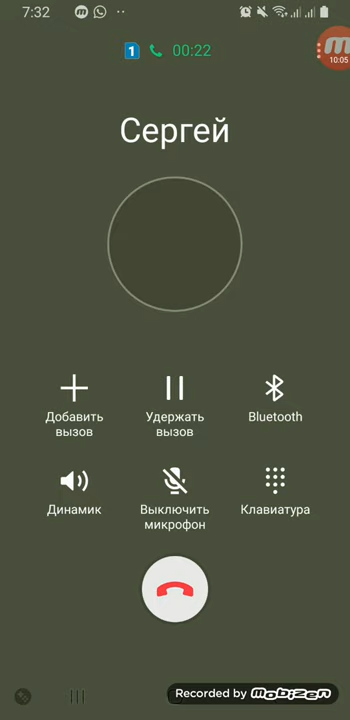 7:32
1 00:22
10:05
Сергей
Добавить вызов
Удержать вызов
Bluetooth
Динамик
Выключить микрофон
Клавиатура
Recorded by Mobizen